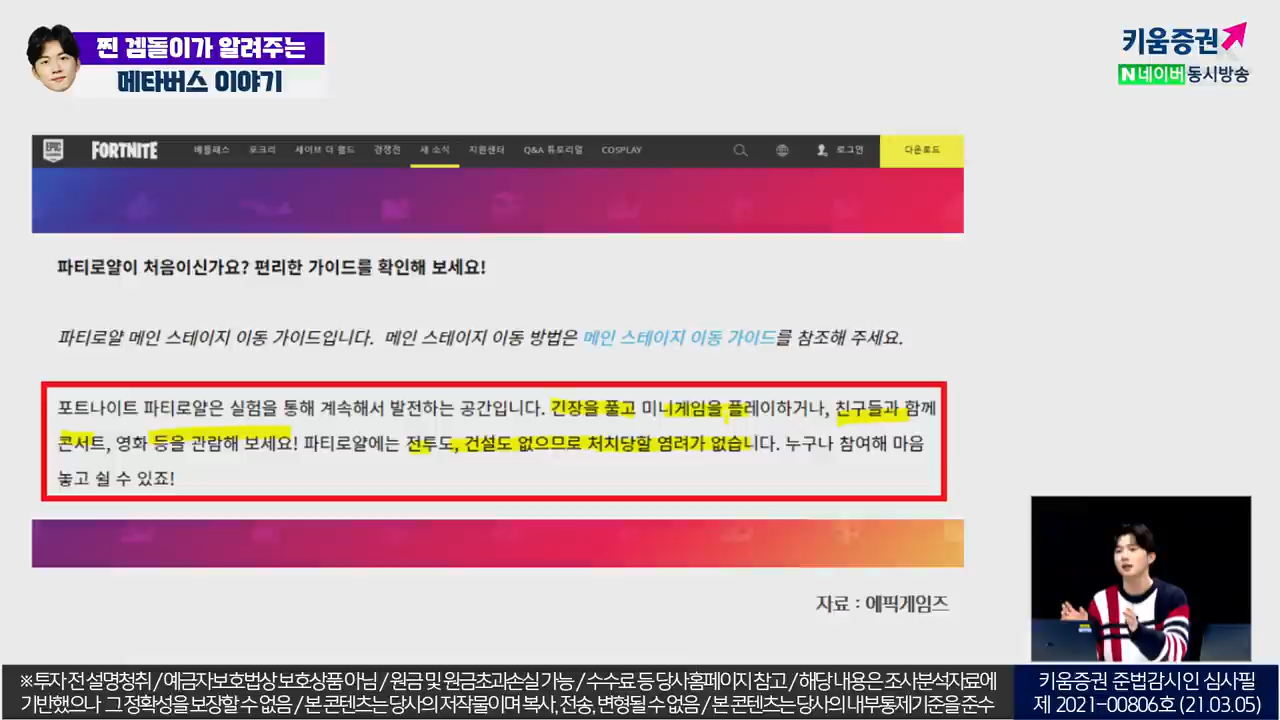 찐 겜돌이가 알려주는
메타버스 이야기
키움증권
N 네이버 동시방송
EPIC GAMES FORTNITE 배틀패스 포크리 세이브 더 월드 경쟁전 새 소식 지원센터 Q&A 튜토리얼 COSPLAY 로그인 다운로드
파티로얄이 처음이신가요? 편리한 가이드를 확인해 보세요!
파티로얄 메인 스테이지 이동 가이드입니다. 메인 스테이지 이동 방법은 메인 스테이지 이동 가이드를 참조해 주세요.
포트나이트 파티로얄은 실험을 통해 계속해서 발전하는 공간입니다. 긴장을 풀고 미니게임을 플레이하거나, 친구들과 함께
콘서트, 영화 등을 관람해 보세요! 파티로얄에는 전투도, 건설도 없으므로 처치당할 염려가 없습니다. 누구나 참여해 마음
놓고 쉴 수 있죠!
자료 : 에픽게임즈
※ 투자 전 설명청취 / 예금자보호법상 보호상품 아님 / 원금 및 원금초과손실 가능 / 수수료 등 당사홈페이지 참고 / 해당 내용은 조사분석자료에
기반했으나 그 정확성을 보장할 수 없음 / 본 콘텐츠는 당사의 저작물이며 복사, 전송, 변형될 수 없음 / 본 콘텐츠는 당사의 내부통제기준을 준수
키움증권 준법감시인 심사필
제 2021-00806호 (21.03.05)